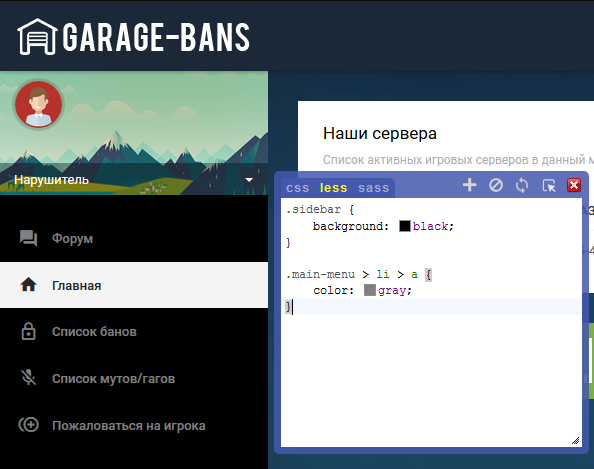 GARAGE-BANS
Нарушитель
Форум
Главная
Список банов
Список мутов/гагов
Пожаловаться на игрока
Наши сервера
Список активных игровых серверов в данный
css less sass
.sidebar {
background: black;
}
.main-menu > li > a {
color: gray;
}